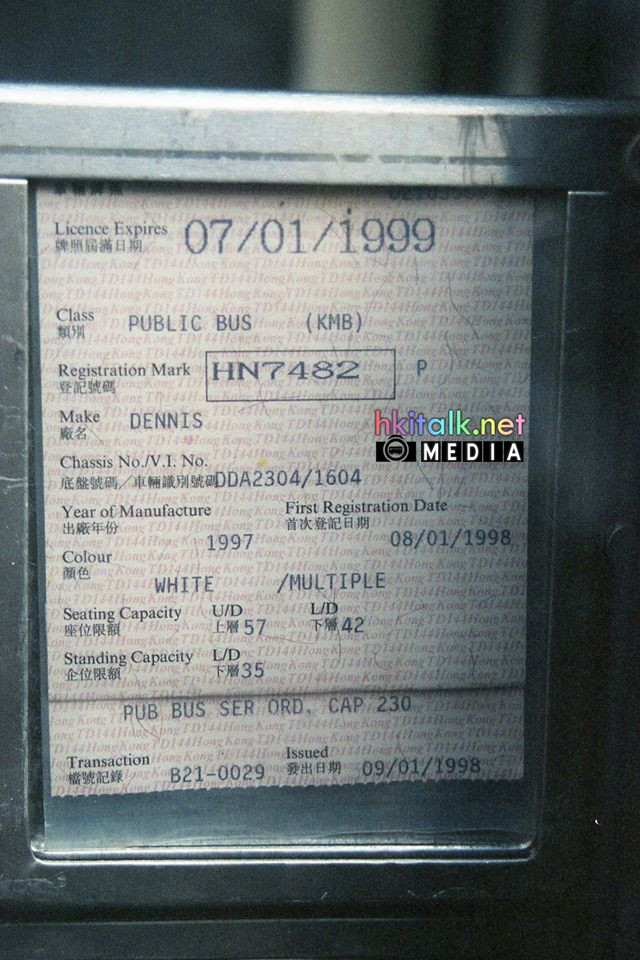 Licence Expires 07/01/1999
牌照屆滿日期
Class PUBLIC BUS (KMB)
類別
Registration Mark HN7482 P
登記號碼
Make DENNIS
廠名
hkitalk.net
MEDIA
Chassis No./V.I. No.
底盤號碼／車輛識別號碼 DDA2304/1604
Year of Manufacture First Registration Date
出廠年份 首次登記日期
1997 08/01/1998
Colour
顏色
WHITE /MULTIPLE
Seating Capacity U/D L/D
座位限額 上層 57 下層 42
Standing Capacity L/D
企位限額 下層 35
PUB BUS SER ORD. CAP 230
Transaction Issued
檔號記錄 B21-0029 發出日期 09/01/1998